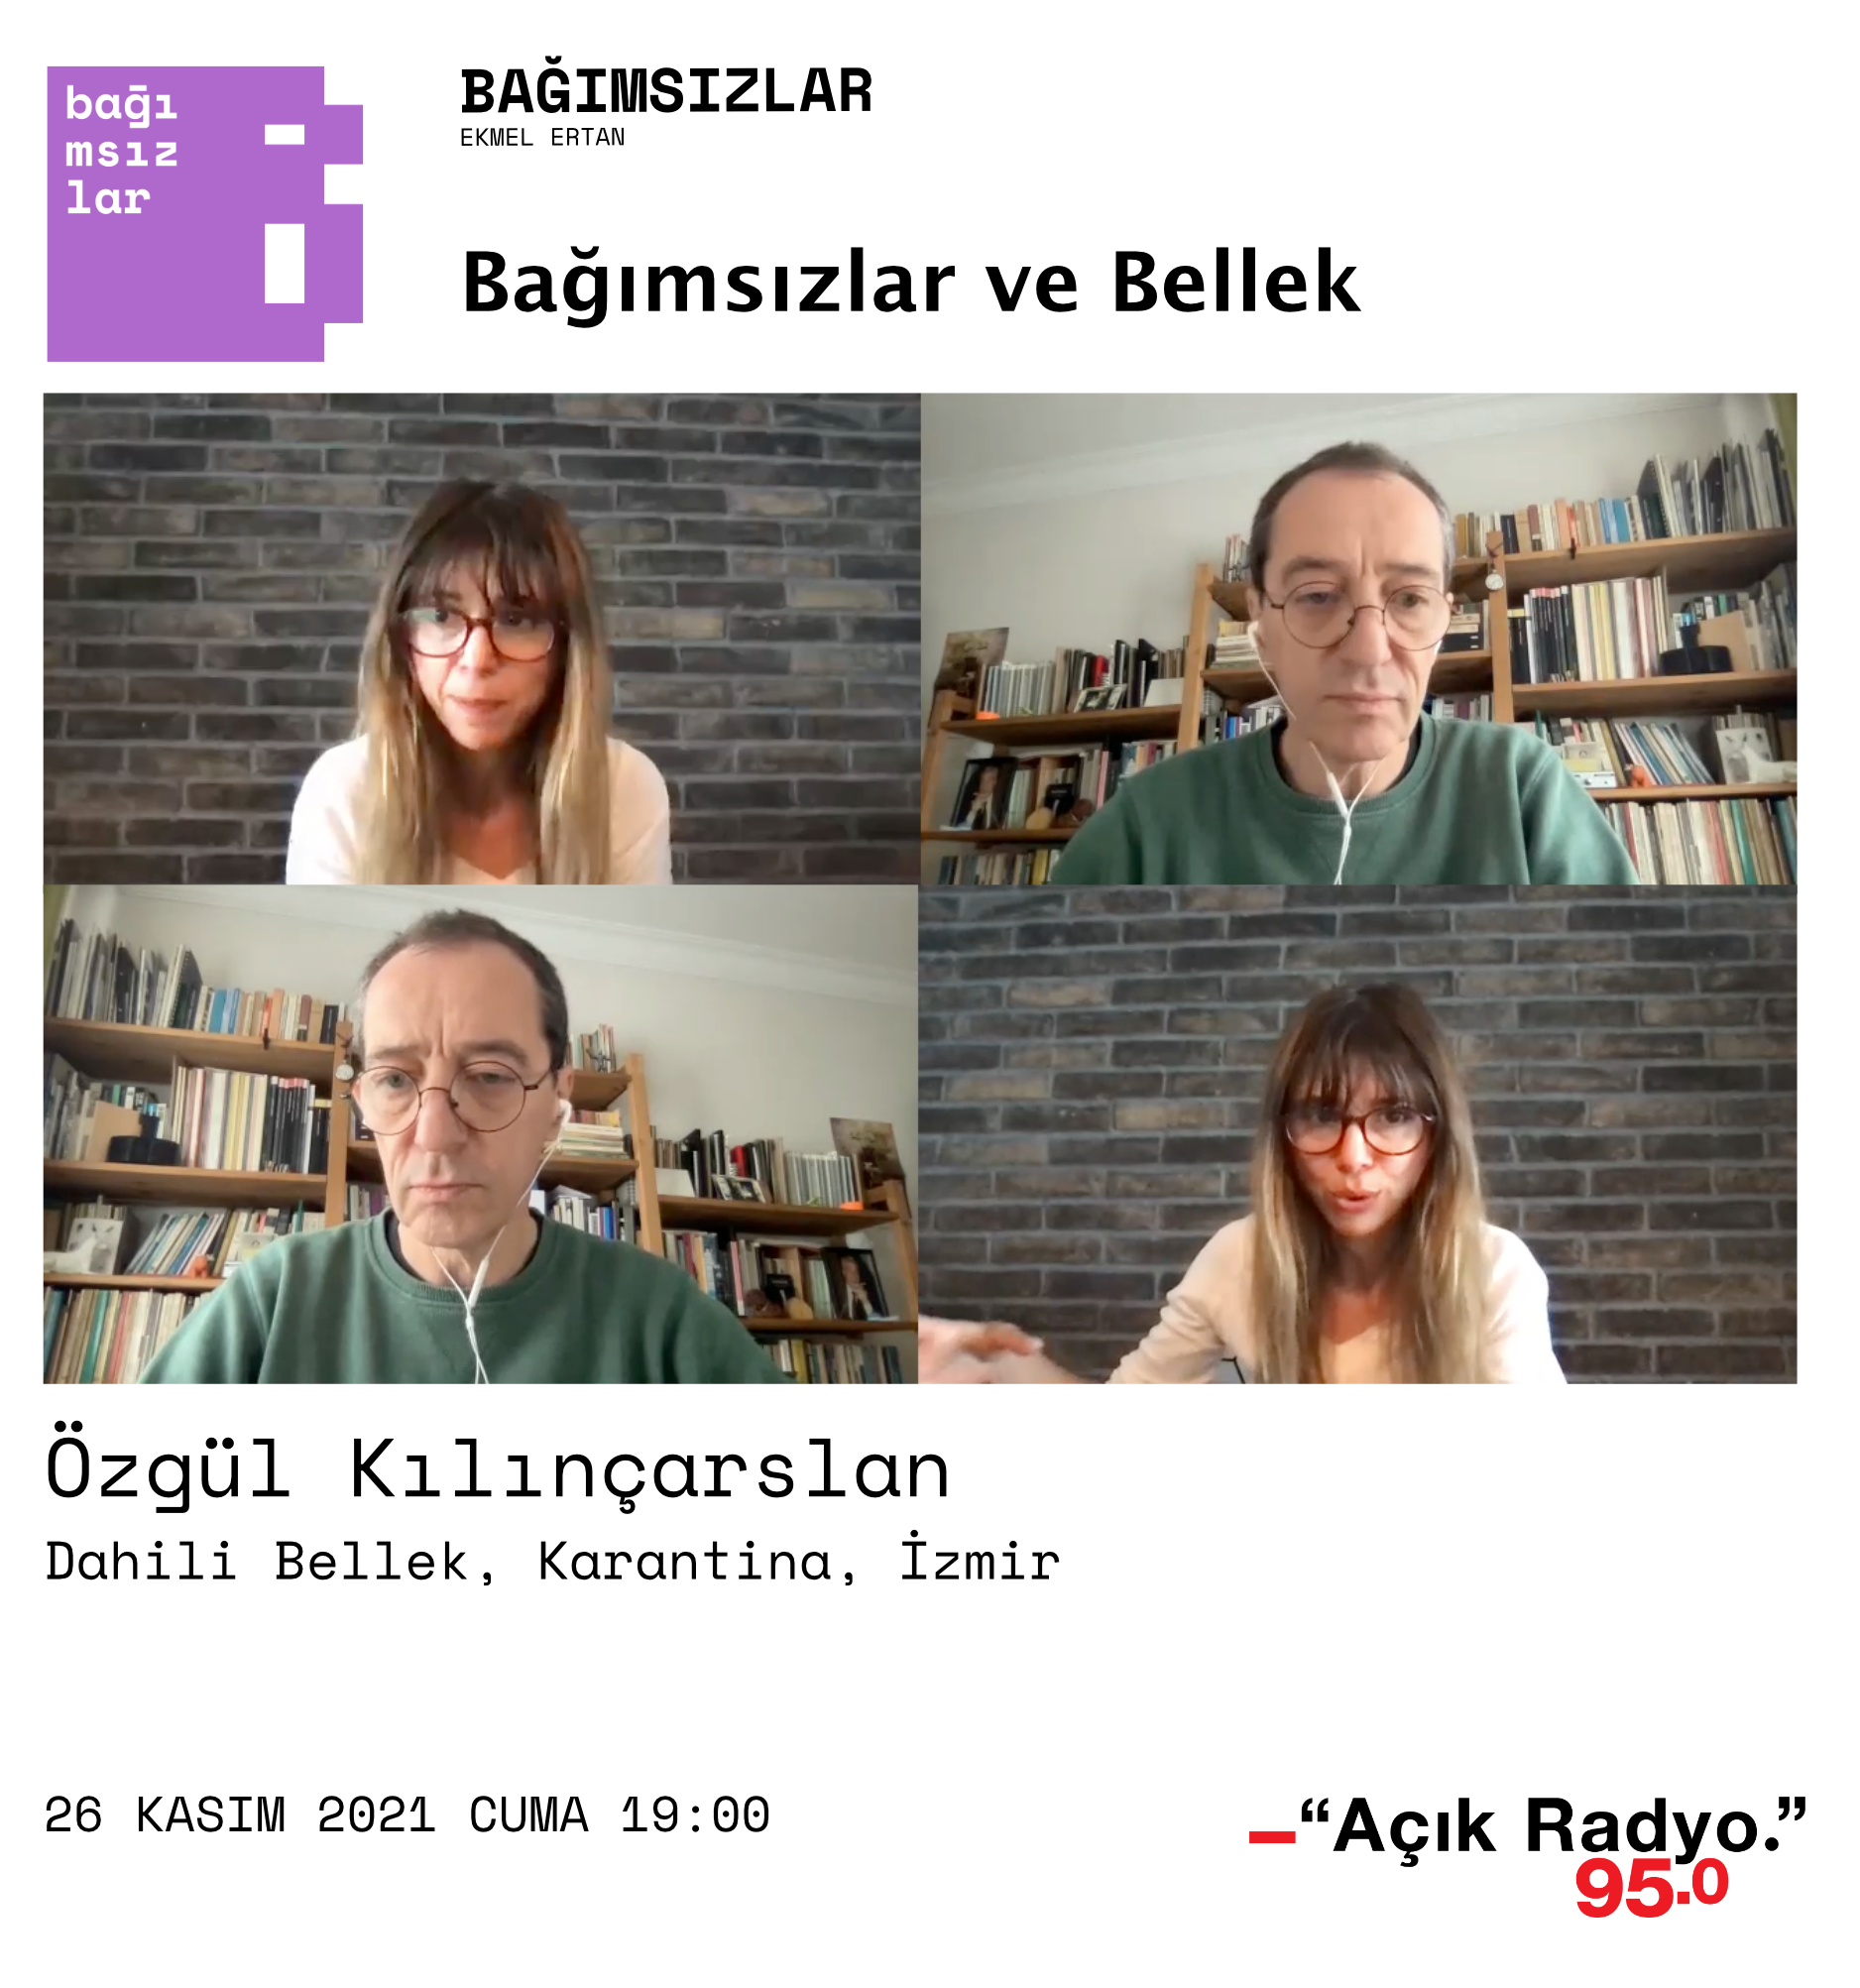 bağı
msız
lar
BAĞIMSIZLAR
EKMEL ERTAN
Bağımsızlar ve Bellek
Özgül Kılınçarslan
Dahili Bellek, Karantina, İzmir
26 KASIM 2021 CUMA 19:00
“Açık Radyo.”
95.0